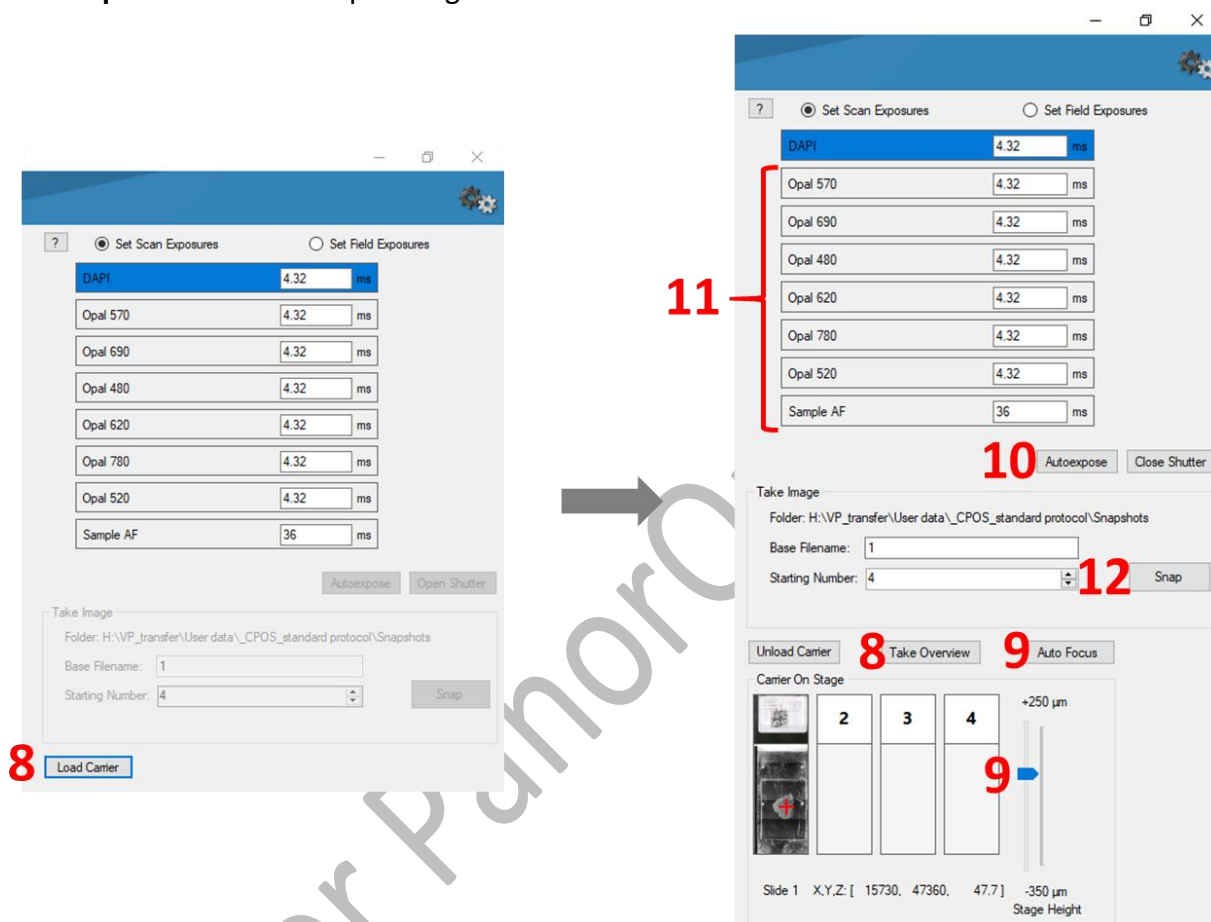 ? Set Scan Exposures Set Field Exposures
DAPI 4.32 ms
Opal 570 4.32 ms
Opal 690 4.32 ms
Opal 480 4.32 ms
Opal 620 4.32 ms
Opal 780 4.32 ms
Opal 520 4.32 ms
Sample AF 36 ms
Autoexpose Open Shutter
Take Image
Folder: H:\VP_transfer\User data\_CPOS_standard protocol\Snapshots
Base Filename: 1
Starting Number: 4 Snap
8 Load Carrier
? Set Scan Exposures Set Field Exposures
DAPI 4.32 ms
Opal 570 4.32 ms
Opal 690 4.32 ms
Opal 480 4.32 ms
11 Opal 620 4.32 ms
Opal 780 4.32 ms
Opal 520 4.32 ms
Sample AF 36 ms
10 Autoexpose Close Shutter
Take Image
Folder: H:\VP_transfer\User data\_CPOS_standard protocol\Snapshots
Base Filename: 1
Starting Number: 4 12 Snap
Unload Carrier 8 Take Overview 9 Auto Focus
Carrier On Stage
+250 µm
2 3 4
9
Slide 1 X,Y,Z: [ 15730, 47360, 47.7 ] -350 µm
Stage Height